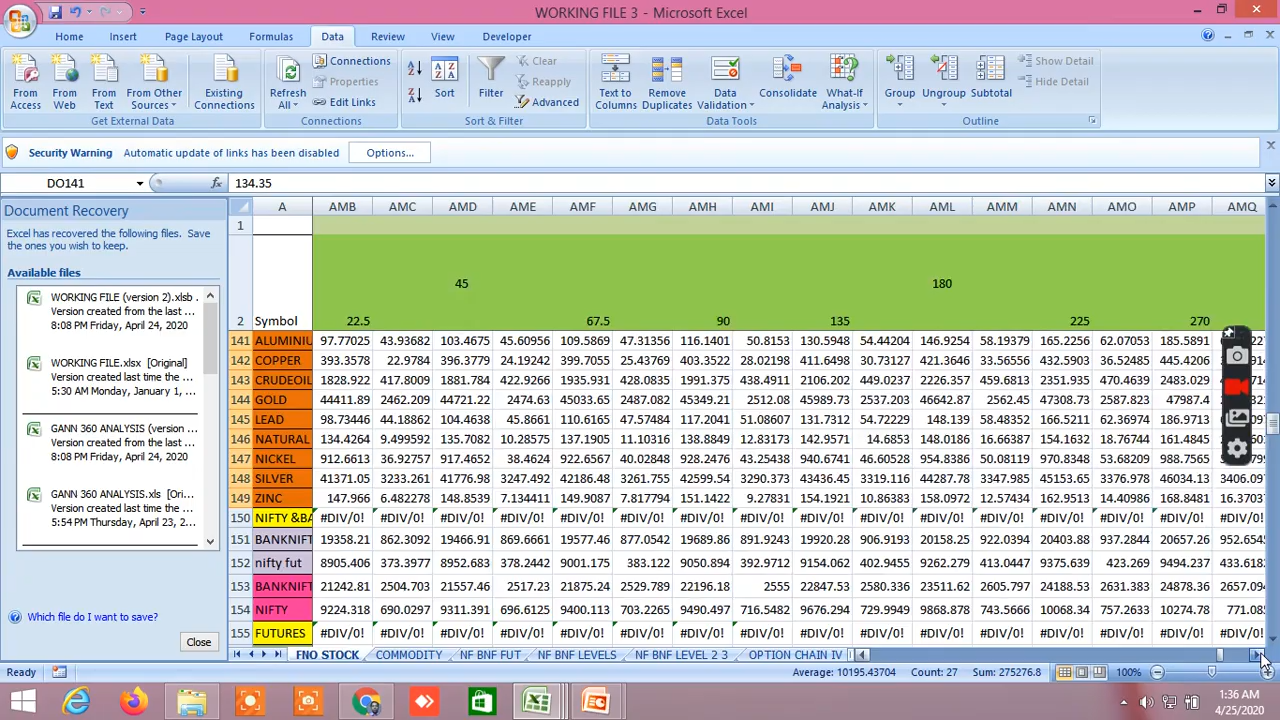 WORKING FILE 3 - Microsoft Excel
Home Insert Page Layout Formulas Data Review View Developer
From Access From Web From Text From Other Sources Existing Connections Refresh All Connections Properties Edit Links Sort Filter Clear Reapply Advanced Text to Columns Remove Duplicates Data Validation Consolidate What-If Analysis Group Ungroup Subtotal Show Detail Hide Detail
Get External Data Connections Sort & Filter Data Tools Outline
Security Warning Automatic update of links has been disabled Options...
DO141 fx 134.35
Document Recovery
Excel has recovered the following files. Save
the ones you wish to keep.
Available files
WORKING FILE (version 2).xlsb
Version created from the last ...
8:08 PM Friday, April 24, 2020
WORKING FILE.xlsx [Original]
Version created last time the ...
5:30 AM Monday, January 1, ...
GANN 360 ANALYSIS (version ...
Version created from the last ...
8:08 PM Friday, April 24, 2020
GANN 360 ANALYSIS.xls [Ori...
Version created last time the ...
5:54 PM Thursday, April 23, 2...
Which file do I want to save?
Close
A AMB AMC AMD AME AMF AMG AMH AMI AMJ AMK AML AMM AMN AMO AMP AMQ
1
45 180
2 Symbol 22.5 67.5 90 135 225 270
141 ALUMINIU 97.77025 43.93682 103.4675 45.60956 109.5869 47.31356 116.1401 50.8153 130.5948 54.44204 146.9254 58.19379 165.2256 62.07053 185.5891
142 COPPER 393.3578 22.9784 396.3779 24.19242 399.7055 25.43769 403.3522 28.02198 411.6498 30.73127 421.3646 33.56556 432.5903 36.52485 445.4206
143 CRUDEOIL 1828.922 417.8009 1881.784 422.9266 1935.931 428.0835 1991.375 438.4911 2106.202 449.0237 2226.357 459.6813 2351.935 470.4639 2483.029
144 GOLD 44411.89 2462.209 44721.22 2474.63 45033.65 2487.082 45349.21 2512.08 45989.73 2537.203 46642.87 2562.45 47308.73 2587.823 47987.4
145 LEAD 98.73446 44.18862 104.4638 45.8661 110.6165 47.57484 117.2041 51.08067 131.7223 54.72229 148.139 58.48352 166.5211 62.36974 186.9713
146 NATURAL 134.4264 9.499592 135.7082 10.28575 137.1905 11.10316 138.8849 12.83173 142.9571 14.6853 148.0186 16.66387 154.1632 18.76744 161.4845
147 NICKEL 912.6613 36.92763 917.4652 38.4624 922.6567 40.02848 928.2476 43.25425 940.671 46.60528 954.8358 50.08119 970.8348 53.68209 988.7565
148 SILVER 41371.05 3233.261 41776.98 3247.492 42186.48 3261.755 42599.54 3290.373 43436.45 3319.116 44287.78 3347.985 45153.65 3376.978 46034.13 3406.097
149 ZINC 147.966 6.482278 148.8539 7.134411 149.9087 7.817794 151.1422 9.27831 154.1921 10.86383 158.0972 12.57434 162.9513 14.40986 168.8481 16.37037
150 NIFTY &BA #DIV/0! #DIV/0! #DIV/0! #DIV/0! #DIV/0! #DIV/0! #DIV/0! #DIV/0! #DIV/0! #DIV/0! #DIV/0! #DIV/0! #DIV/0! #DIV/0! #DIV/0! #DIV/0!
151 BANKNIFT 19358.21 862.3092 19466.91 869.6661 19577.46 877.0542 19689.86 891.9243 19920.28 906.9193 20158.25 922.0394 20403.88 937.2844 20657.26 952.6545
152 nifty fut 8905.406 373.3977 8952.683 378.2442 9001.175 383.122 9050.894 392.9712 9154.062 402.9455 9262.279 413.0447 9375.639 423.269 9494.237 433.618
153 BANKNIFT 21242.81 2504.703 21557.46 2517.23 21875.24 2529.789 22196.18 2555 22847.53 2580.336 23511.62 2605.797 24188.53 2631.383 24878.36 2657.094
154 NIFTY 9224.318 690.0297 9311.391 696.6125 9400.113 703.2265 9490.497 716.5482 9676.294 729.9949 9868.878 743.5666 10068.34 757.2633 10274.78 771.085
155 FUTURES #DIV/0! #DIV/0! #DIV/0! #DIV/0! #DIV/0! #DIV/0! #DIV/0! #DIV/0! #DIV/0! #DIV/0! #DIV/0! #DIV/0! #DIV/0! #DIV/0! #DIV/0! #DIV/0!
FNO STOCK COMMODITY NF BNF FUT NF BNF LEVELS NF BNF LEVEL 2 3 OPTION CHAIN IV
Ready Average: 10195.43704 Count: 27 Sum: 275276.8 100%
1:36 AM
4/25/2020